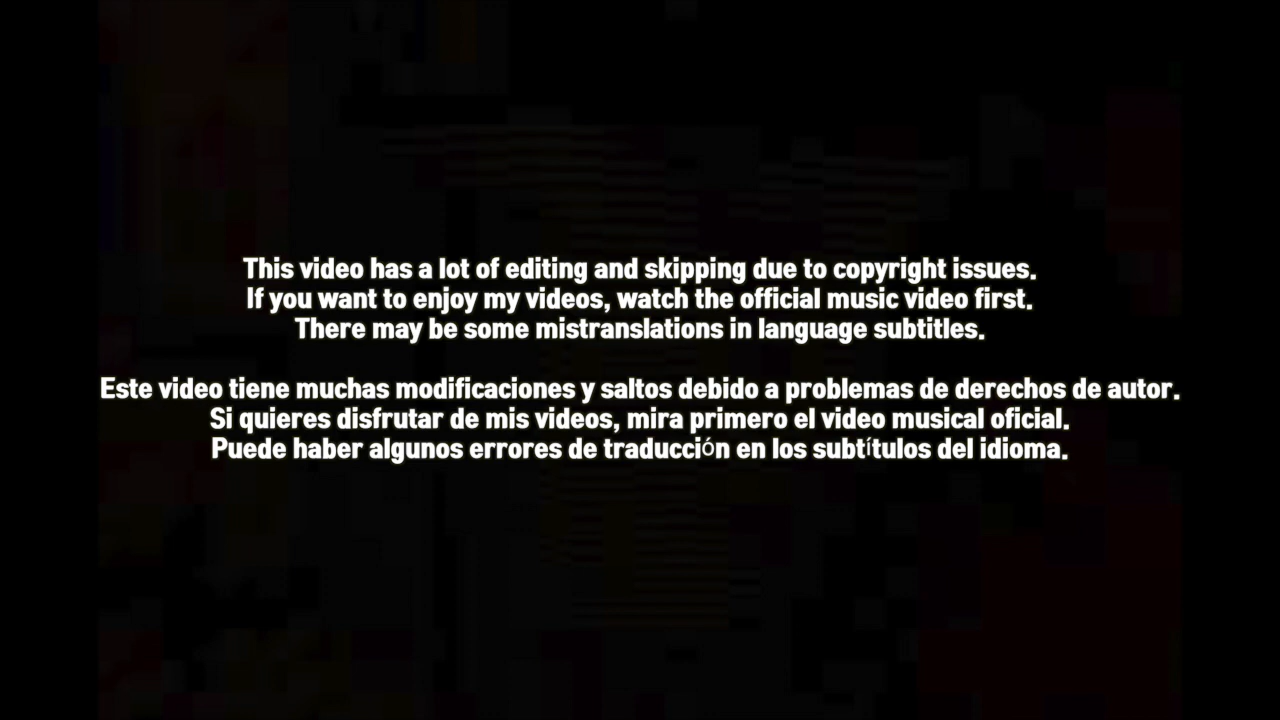 This video has a lot of editing and skipping due to copyright issues.
If you want to enjoy my videos, watch the official music video first.
There may be some mistranslations in language subtitles.
Este video tiene muchas modificaciones y saltos debido a problemas de derechos de autor.
Si quieres disfrutar de mis videos, mira primero el video musical oficial.
Puede haber algunos errores de traducción en los subtítulos del idioma.